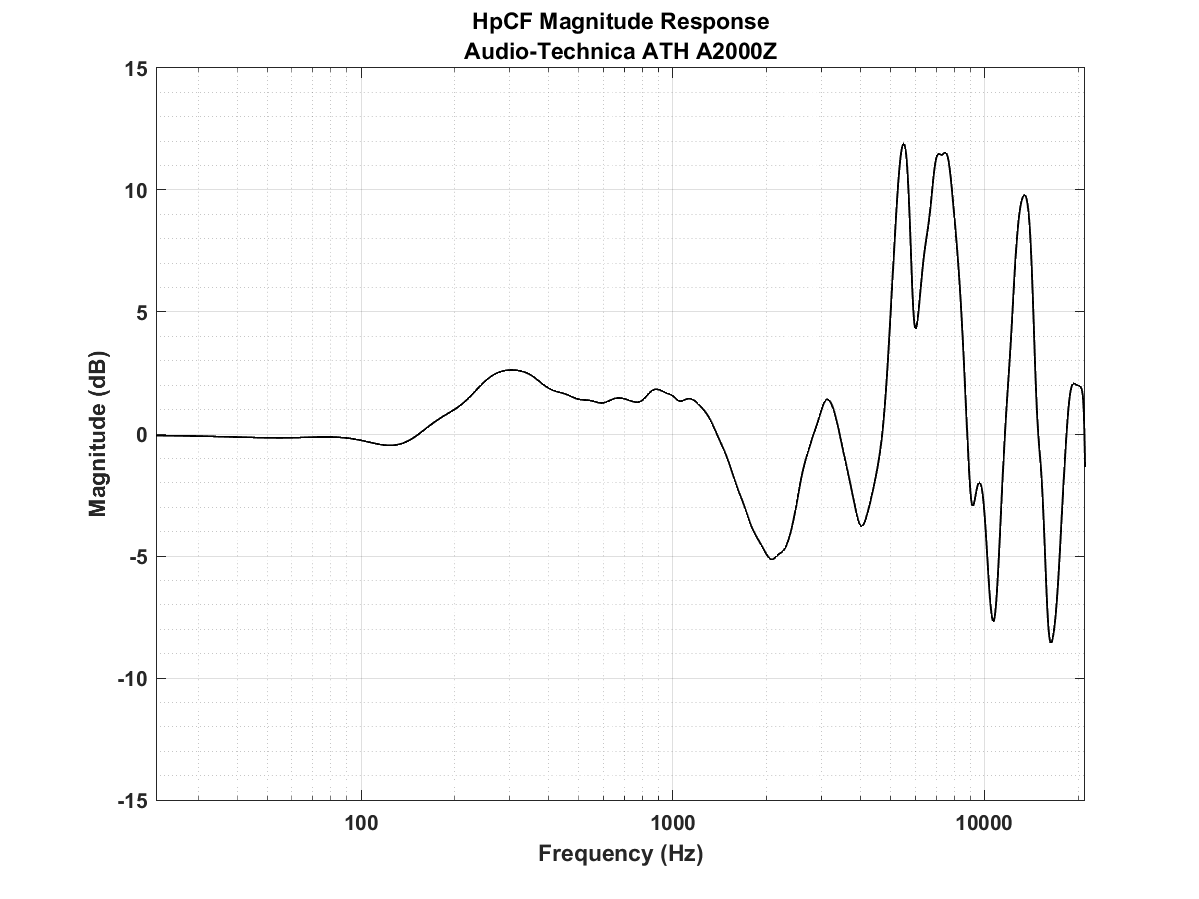 HpCF Magnitude Response
Audio-Technica ATH A2000Z
15
10
5
0
-5
-10
-15
Magnitude (dB)
100
1000
10000
Frequency (Hz)